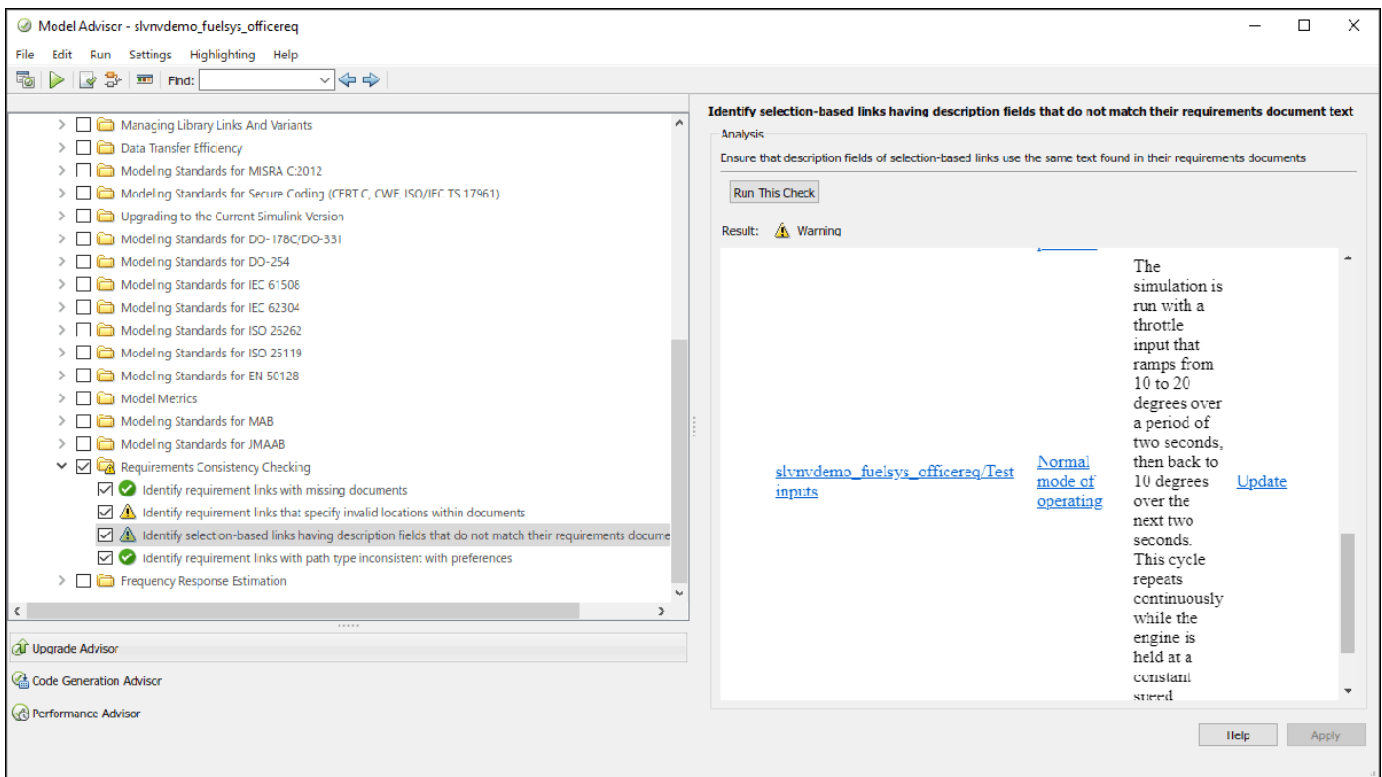 Model Advisor - slvnvdemo_fuelsys_officereq
File Edit Run Settings Highlighting Help
Find:
Managing Library Links And Variants
Data Transfer Efficiency
Modeling Standards for MISRA C:2012
Modeling Standards for Secure Coding (CERT C, CWE, ISO/IEC TS 17961)
Upgrading to the Current Simulink Version
Modeling Standards for DO-178C/DO-331
Modeling Standards for DO-254
Modeling Standards for IEC 61508
Modeling Standards for IEC 62304
Modeling Standards for ISO 26262
Modeling Standards for ISO 25119
Modeling Standards for EN 50128
Model Metrics
Modeling Standards for MAB
Modeling Standards for JMAAB
Requirements Consistency Checking
Identify requirement links with missing documents
Identify requirement links that specify invalid locations within documents
Identify selection-based links having description fields that do not match their requirements docume
Identify requirement links with path type inconsistent with preferences
Frequency Response Estimation
Upgrade Advisor
Code Generation Advisor
Performance Advisor
Identify selection-based links having description fields that do not match their requirements document text
Analysis
Ensure that description fields of selection-based links use the same text found in their requirements documents
Run This Check
Result: Warning
slvnvdemo_fuelsys_officereq/Test
inputs
Normal
mode of
operating
The
simulation is
run with a
throttle
input that
ramps from
10 to 20
degrees over
a period of
two seconds,
then back to
10 degrees
over the
next two
seconds.
This cycle
repeats
continuously
while the
engine is
held at a
constant
speed
Update
Help Apply